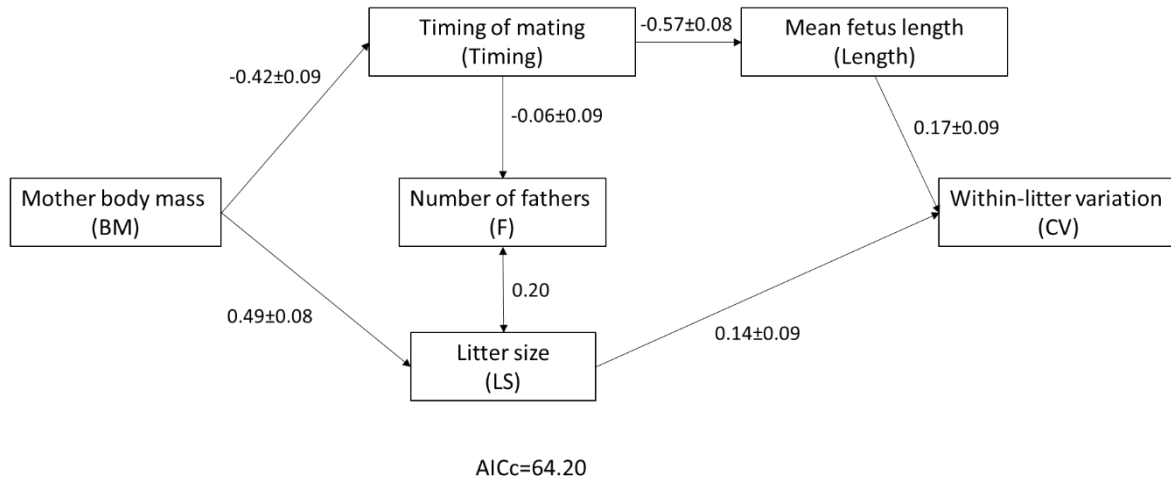 Timing of mating
(Timing)
-0.57±0.08
Mean fetus length
(Length)
-0.42±0.09
-0.06±0.09
0.17±0.09
Mother body mass
(BM)
Number of fathers
(F)
Within-litter variation
(CV)
0.20
0.49±0.08
0.14±0.09
Litter size
(LS)
AICc=64.20